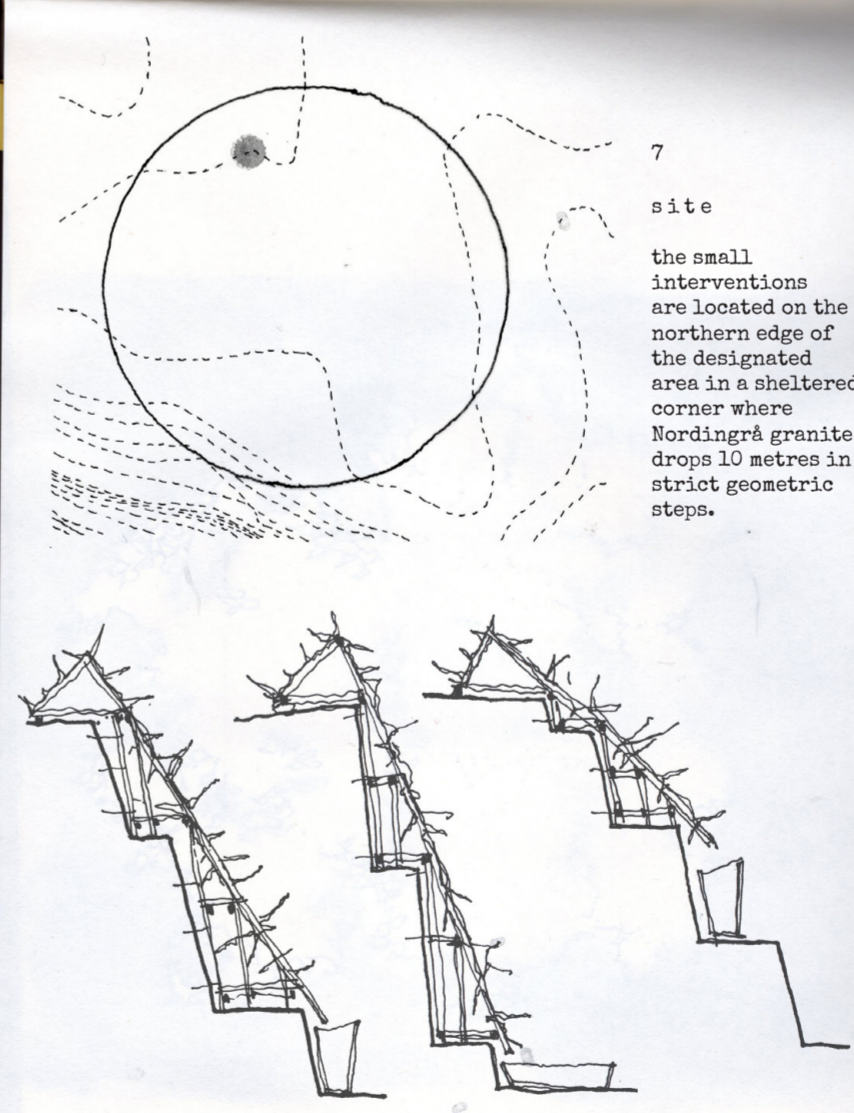 7
site
the small
interventions
are located on the
northern edge of
the designated
area in a sheltered
corner where
Nordingrå granite
drops 10 metres in
strict geometric
steps.